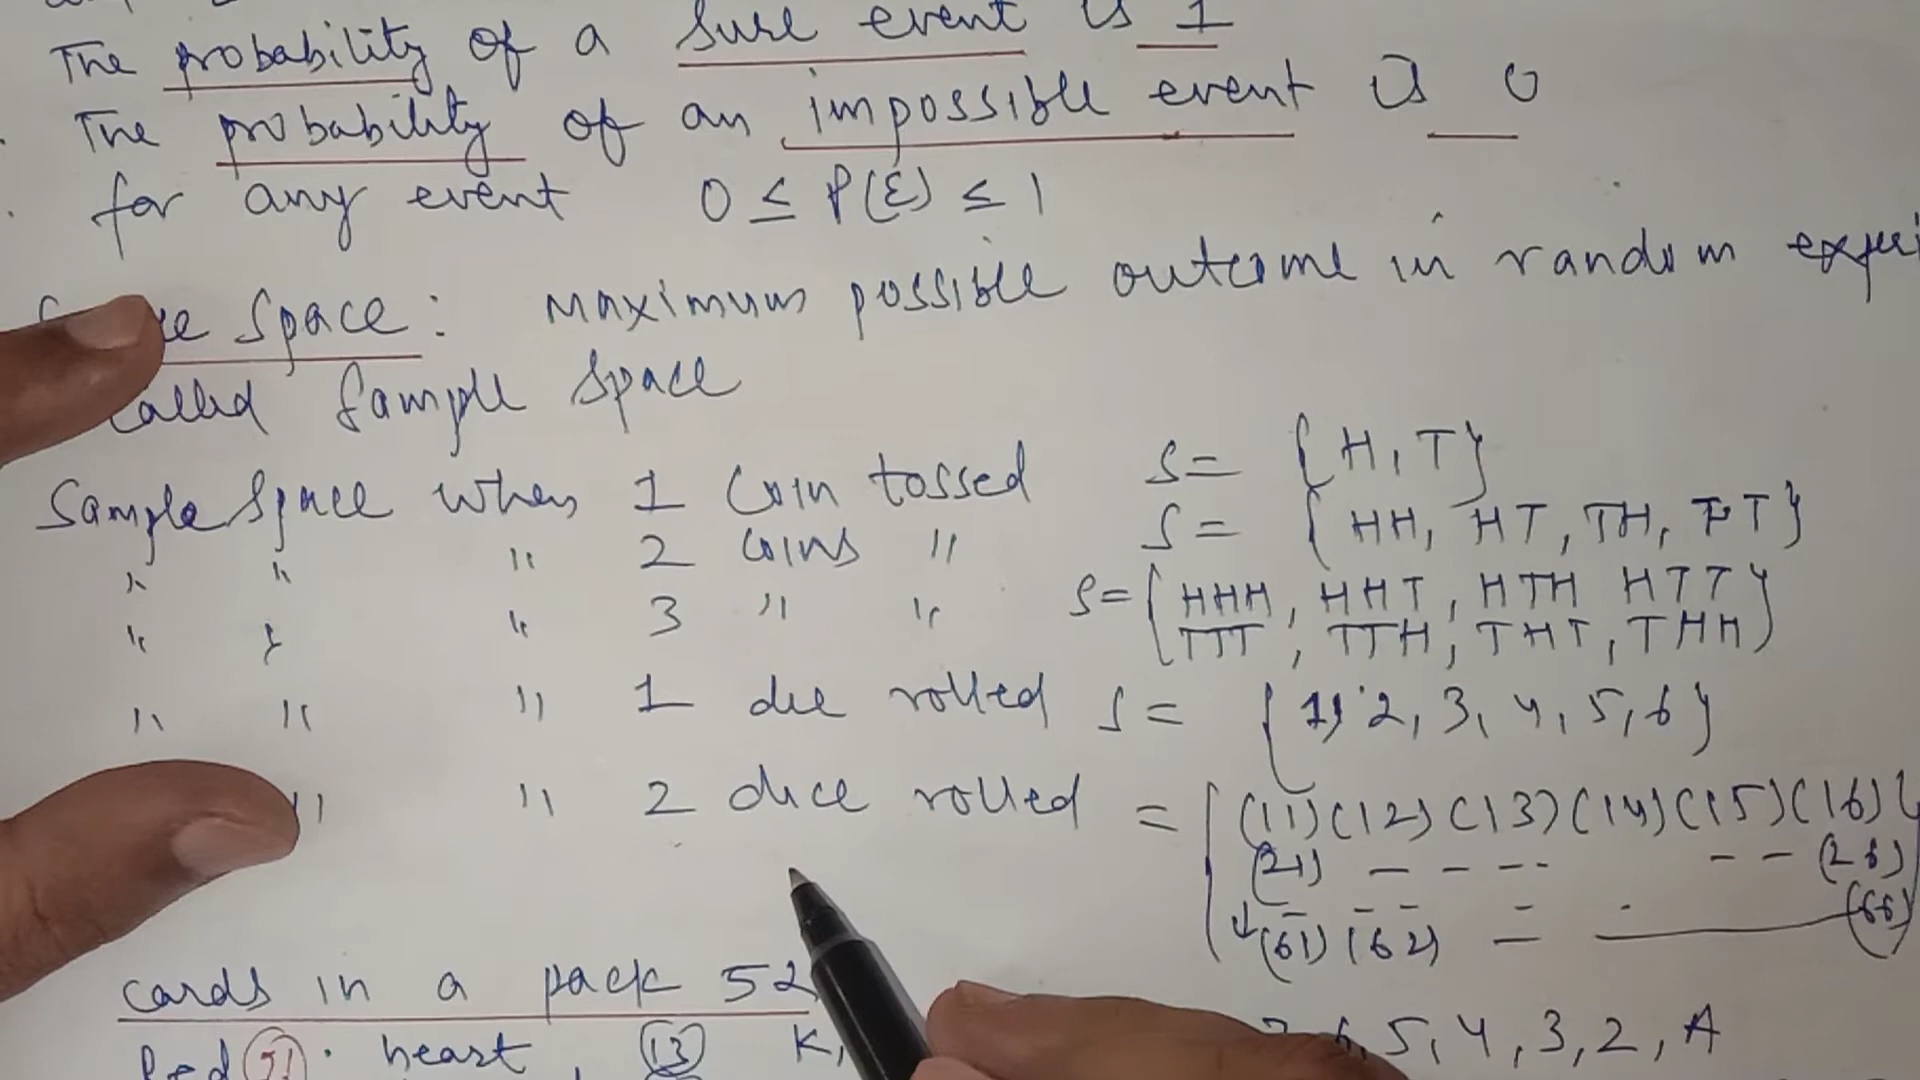 The probability of a sure event is 1
The probability of an impossible event is 0
for any event 0 ≤ P(E) ≤ 1
Space: Maximum possible outcome in random
called Sample Space
Sample Space when 1 Coin tossed S = {H, T}
" " " 2 Coins " S = {HH, HT, TH, TT}
" " " 3 " " S = {HHH, HHT, HTH HTT
TTT, TTH, THT, THH}
" " " 1 die rolled S = {1, 2, 3, 4, 5, 6}
" " 2 dice rolled = {(11) (12) (13) (14) (15) (16)
(21) - - - - - - (26)
↓ - - - - (66)
(61) (62) -
cards in a pack 52
Red heart, (13) K,
5, 4, 3, 2, A